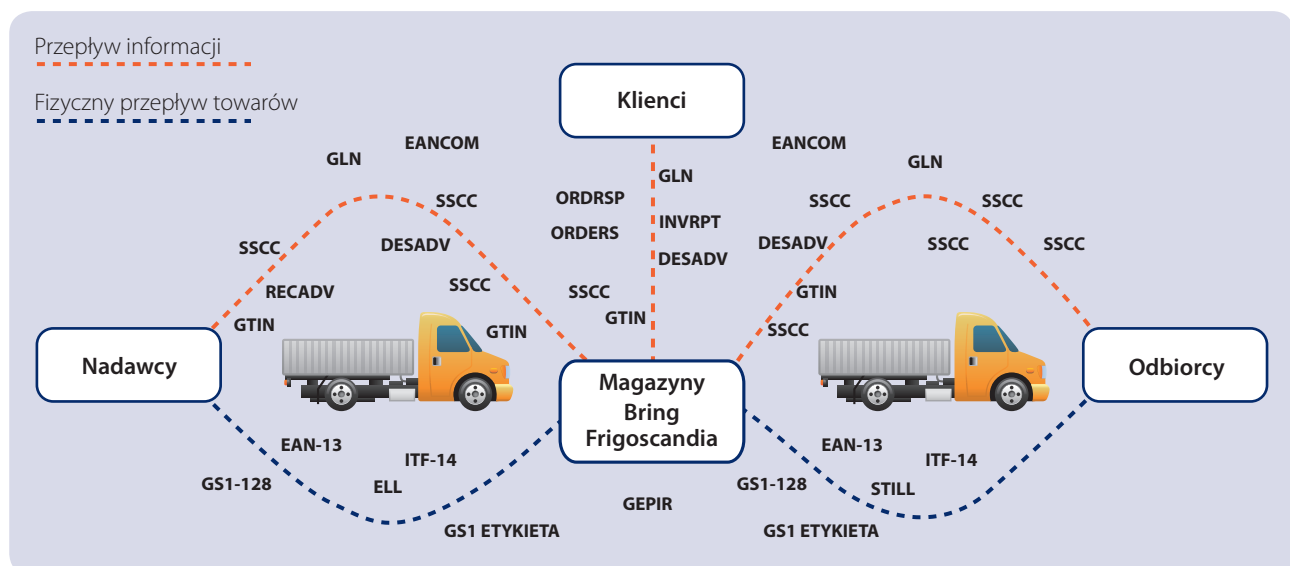 Przepływ informacji
Fizyczny przepływ towarów
Klienci
EANCOM
EANCOM
GLN
GLN
GLN
ORDRSP
SSCC
SSCC
SSCC
INVRPT
ORDERS
SSCC
DESADV
DESADV
SSCC
SSCC
DESADV
RECADV
SSCC
SSCC
GTIN
GTIN
GTIN
GTIN
SSCC
Nadawcy
Magazyny
Bring
Frigoscandia
Odbiorcy
EAN-13
EAN-13
ITF-14
ITF-14
GS1-128
ELL
GS1-128
STILL
GEPIR
GS1 ETYKIETA
GS1 ETYKIETA